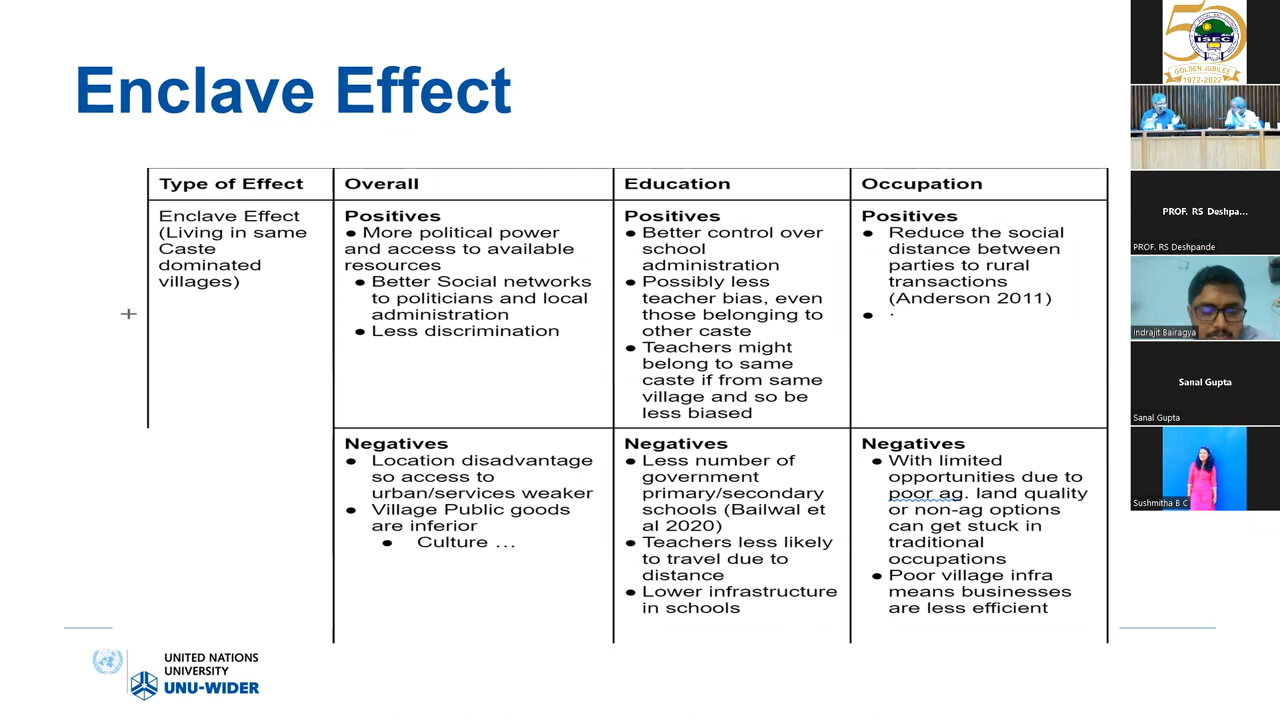 Enclave Effect
Type of Effect
Overall
Education
Occupation
Enclave Effect
(Living in same
Caste
dominated
villages)
Positives
● More political power
and access to available
resources
● Better Social networks
to politicians and local
administration
● Less discrimination
Positives
● Better control over
school
administration
● Possibly less
teacher bias, even
those belonging to
other caste
● Teachers might
belong to same
caste if from same
village and so be
less biased
Positives
● Reduce the social
distance between
parties to rural
transactions
(Anderson 2011)
● .
Negatives
● Location disadvantage
so access to
urban/services weaker
● Village Public goods
are inferior
● Culture ...
Negatives
● Less number of
government
primary/secondary
schools (Bailwal et
al 2020)
● Teachers less likely
to travel due to
distance
● Lower infrastructure
in schools
Negatives
● With limited
opportunities due to
poor ag. land quality
or non-ag options
can get stuck in
traditional
occupations
● Poor village infra
means businesses
are less efficient
UNITED NATIONS
UNIVERSITY
UNU-WIDER
50
ISEC
GOLDEN JUBILEE
1972-2022
PROF. RS Deshpa...
PROF. RS Deshpande
Indrajit Bairagya
Sanal Gupta
Sanal Gupta
Sushmitha B C